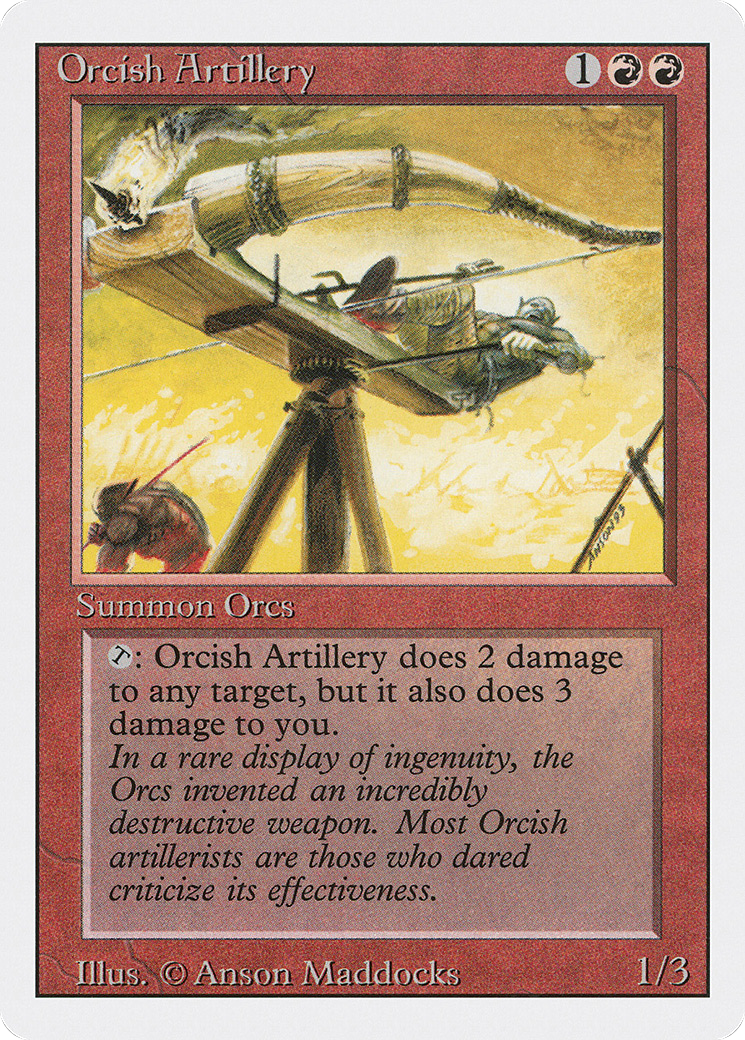 Orcish Artillery 1
ANSON93
Summon Orcs
T: Orcish Artillery does 2 damage
to any target, but it also does 3
damage to you.
In a rare display of ingenuity, the
Orcs invented an incredibly
destructive weapon. Most Orcish
artillerists are those who dared
criticize its effectiveness.
Illus. © Anson Maddocks 1/3